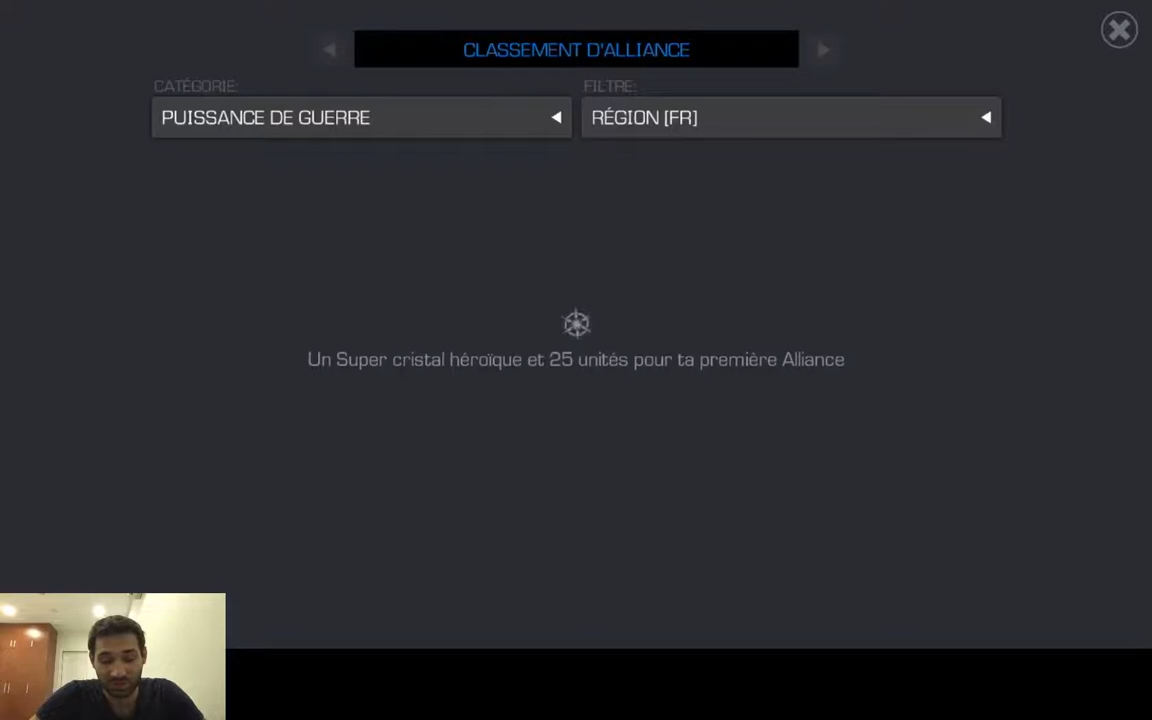 CLASSEMENT D'ALLIANCE
CATÉGORIE:
FILTRE:
PUISSANCE DE GUERRE
RÉGION [FR]
Un Super cristal héroïque et 25 unités pour ta première Alliance